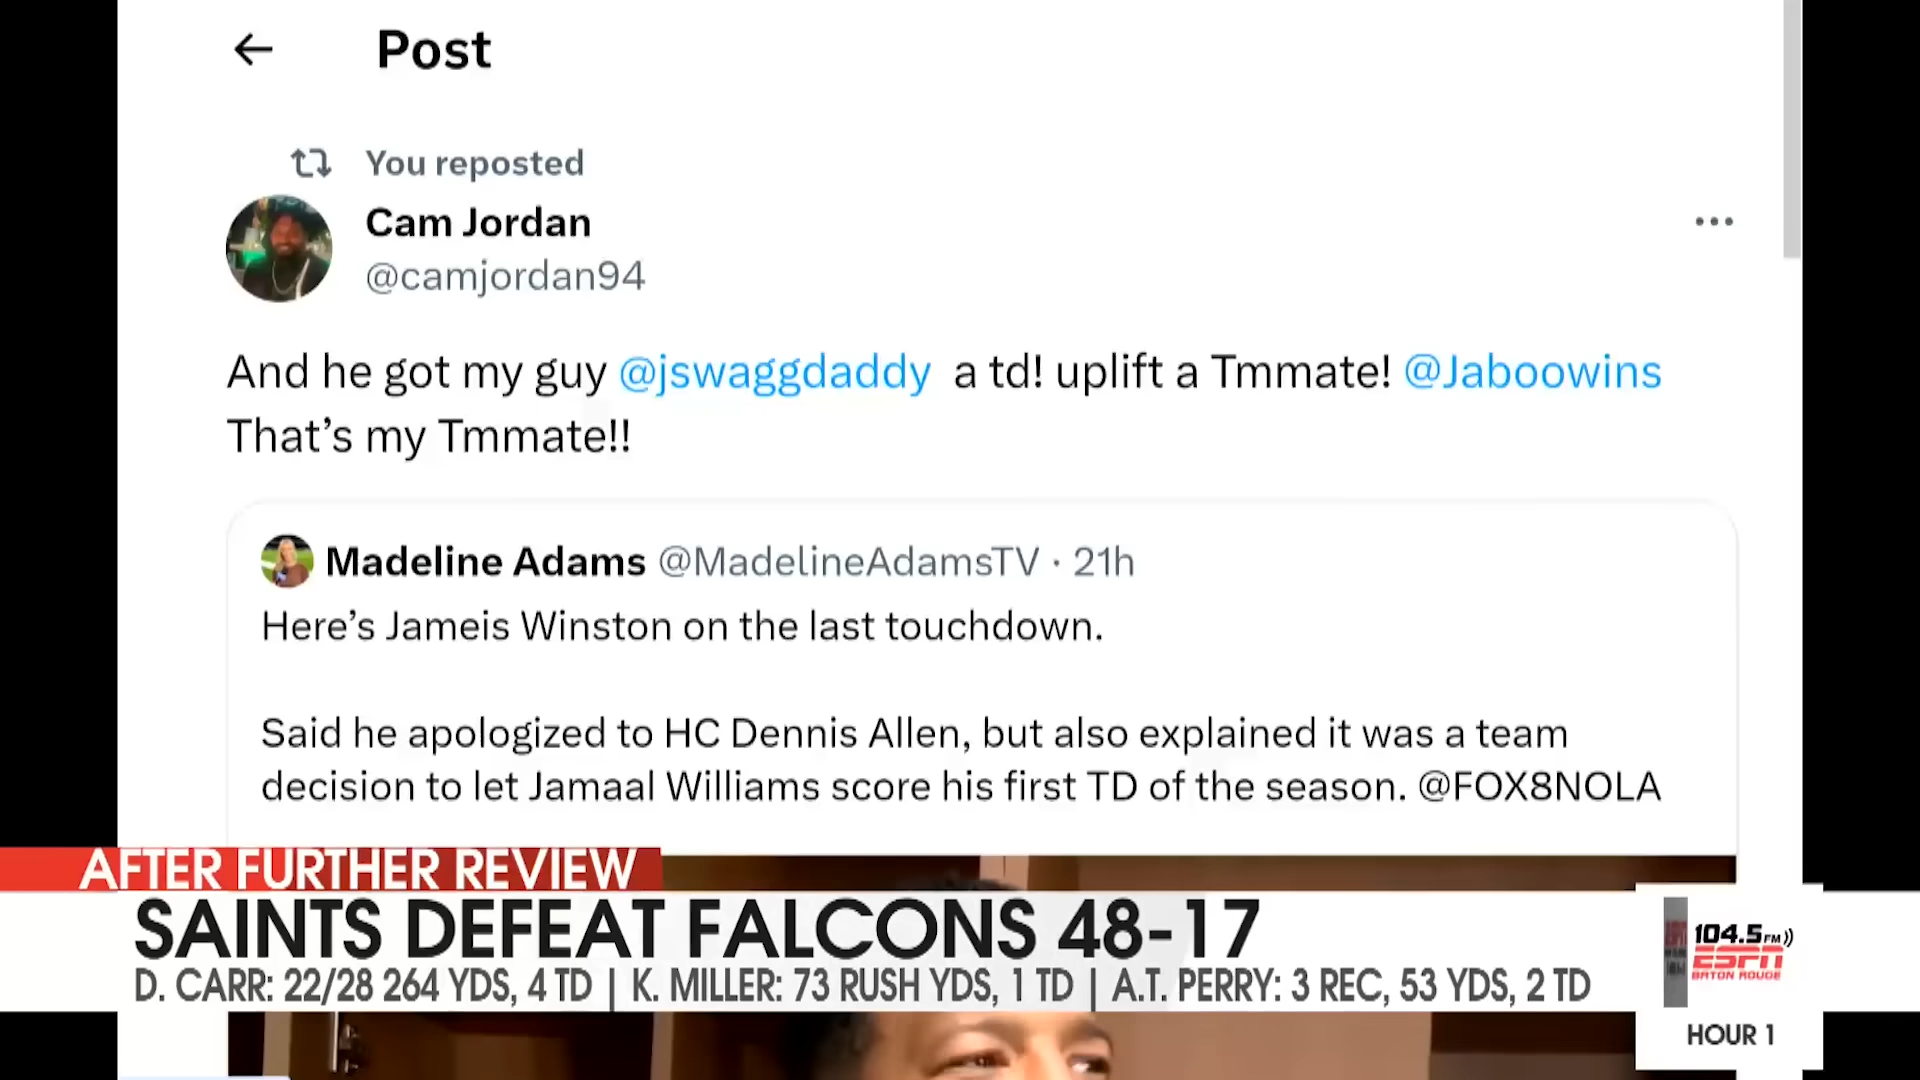 Post
You reposted
Cam Jordan
@camjordan94
And he got my guy @jswaggdaddy a td! uplift a Tmmate! @Jaboowins
That's my Tmmate!!
Madeline Adams @MadelineAdamsTV · 21h
Here's Jameis Winston on the last touchdown.
Said he apologized to HC Dennis Allen, but also explained it was a team
decision to let Jamaal Williams score his first TD of the season. @FOX8NOLA
AFTER FURTHER REVIEW
SAINTS DEFEAT FALCONS 48-17
D. CARR: 22/28 264 YDS, 4 TD | K. MILLER: 73 RUSH YDS, 1 TD | A.T. PERRY: 3 REC, 53 YDS, 2 TD
104.5 FM
ESPN
BATON ROUGE
HOUR 1